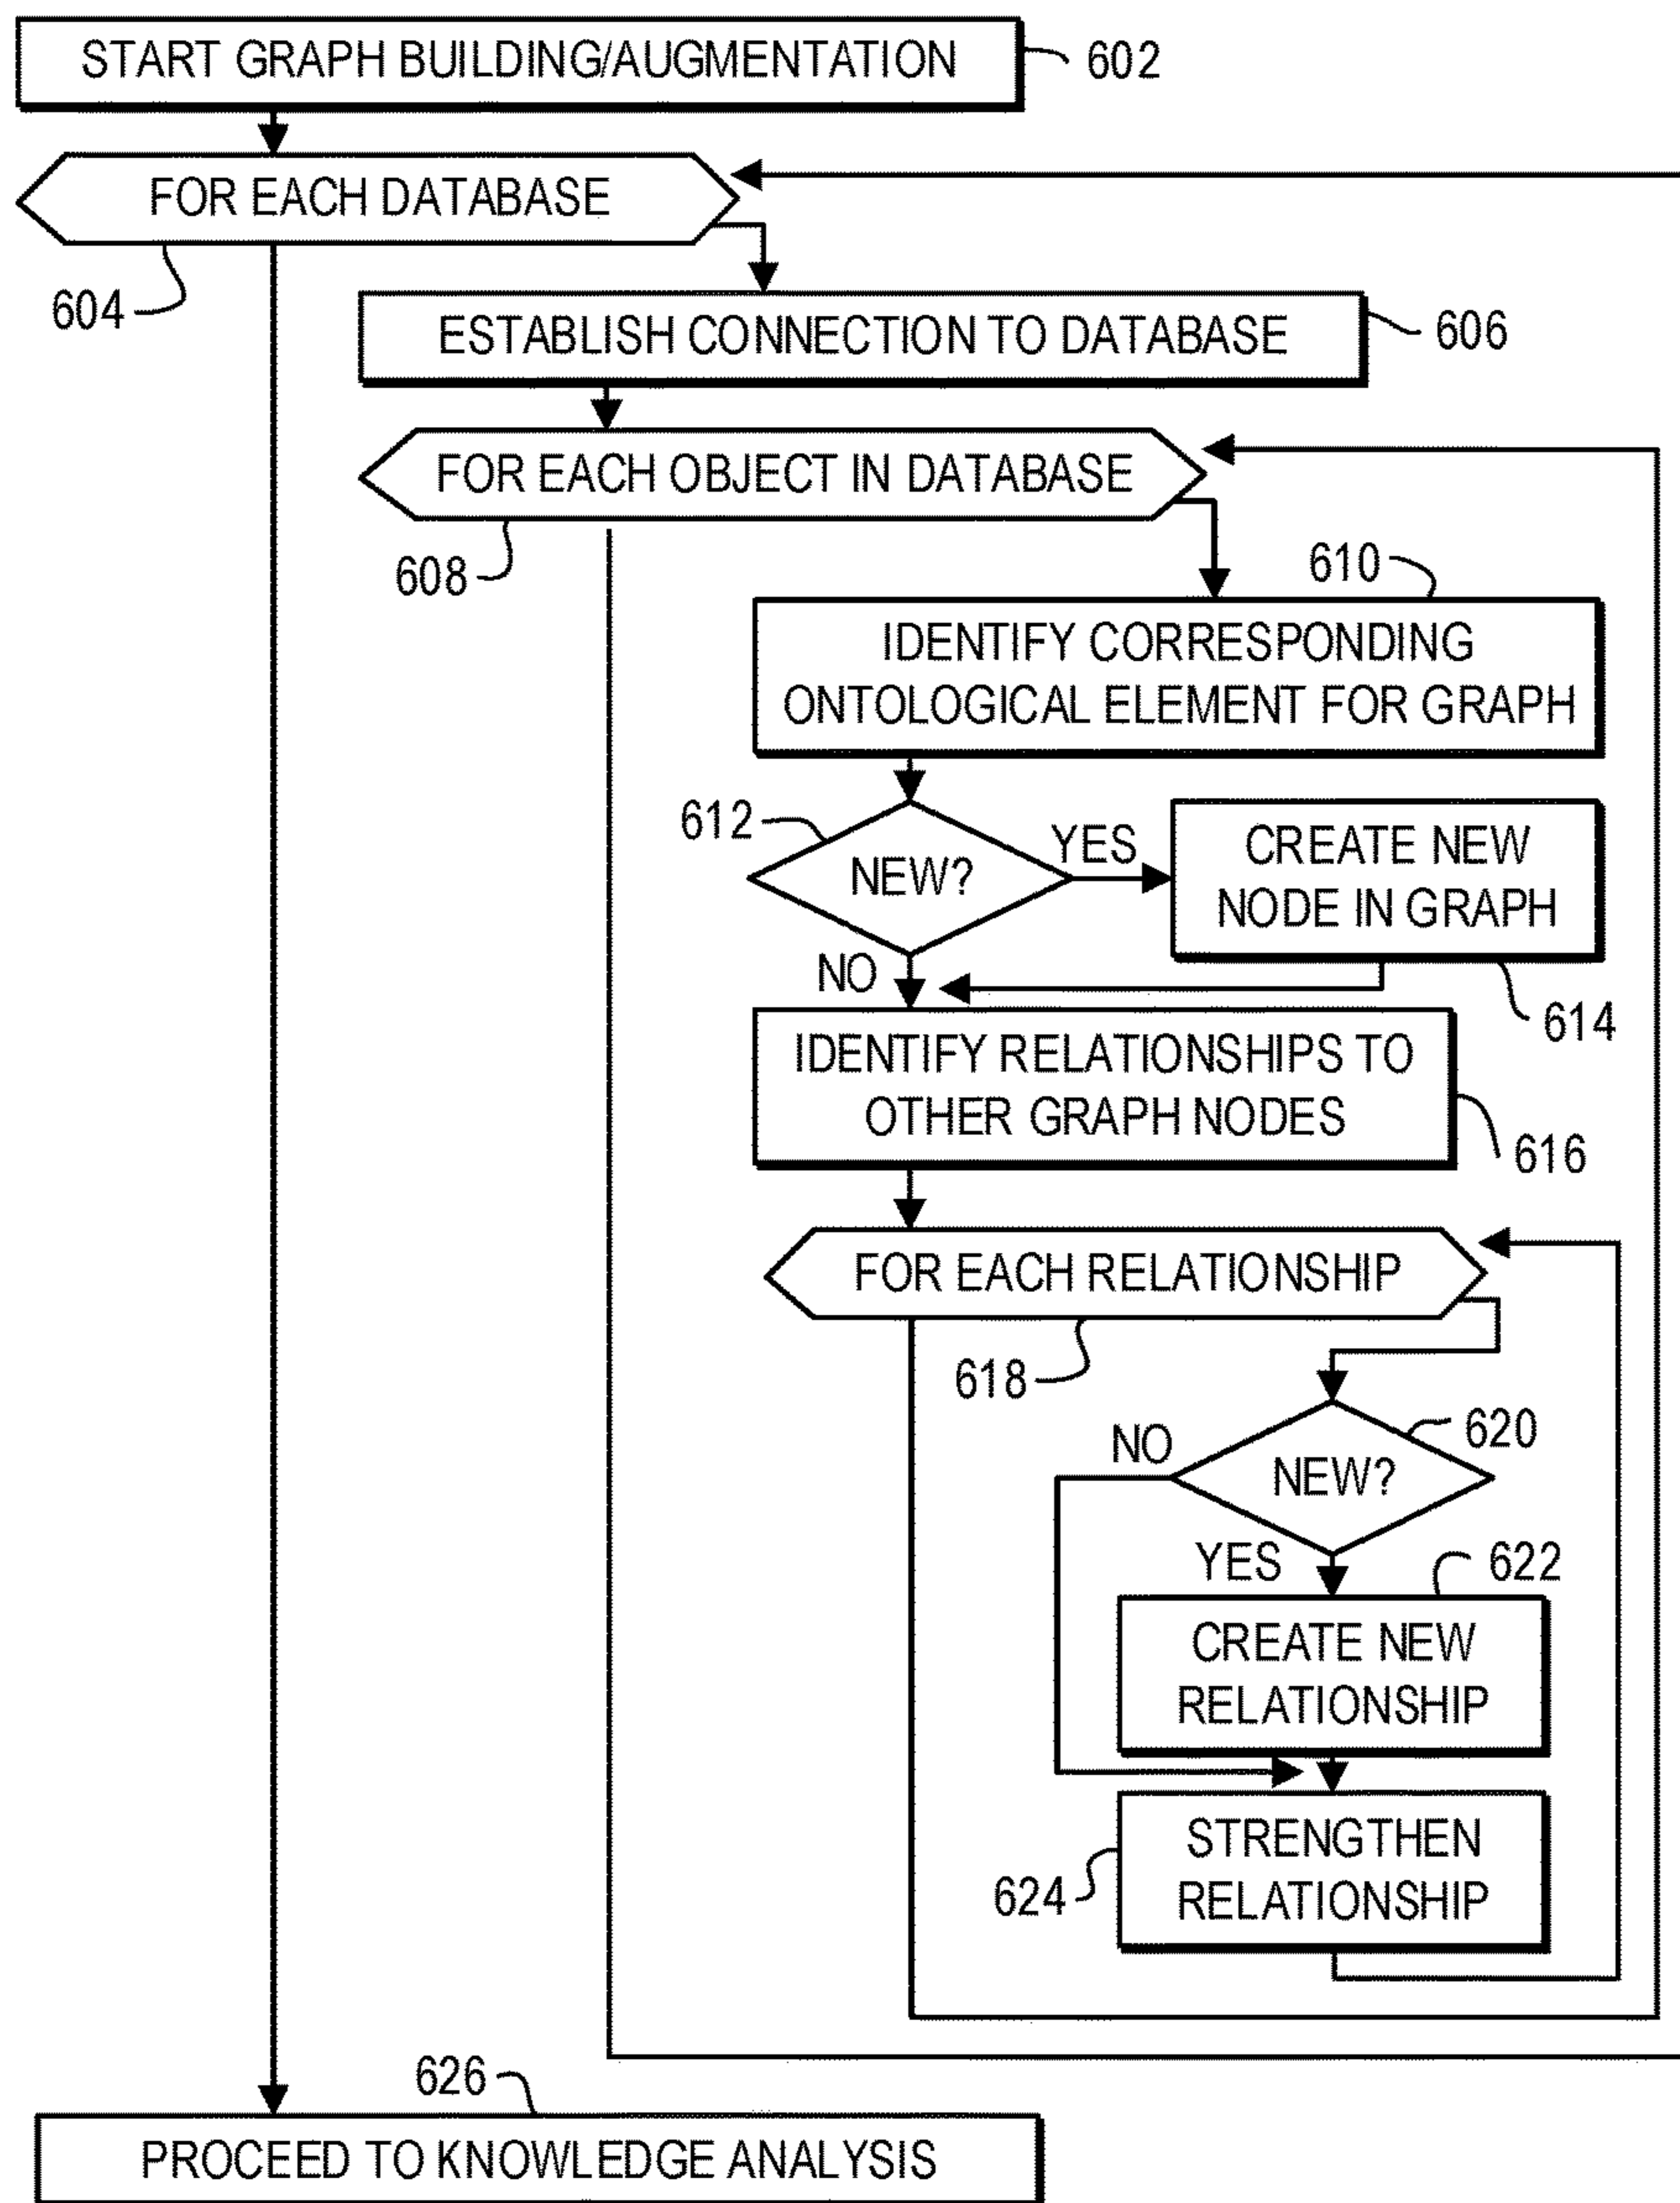 START GRAPH BUILDING/AUGMENTATION
602
FOR EACH DATABASE
604
ESTABLISH CONNECTION TO DATABASE
606
FOR EACH OBJECT IN DATABASE
608
610
IDENTIFY CORRESPONDING
ONTOLOGICAL ELEMENT FOR GRAPH
612
NEW?
YES
CREATE NEW
NODE IN GRAPH
NO
614
IDENTIFY RELATIONSHIPS TO
OTHER GRAPH NODES
616
FOR EACH RELATIONSHIP
618
620
NO
NEW?
YES
622
CREATE NEW
RELATIONSHIP
STRENGTHEN
RELATIONSHIP
624
626
PROCEED TO KNOWLEDGE ANALYSIS